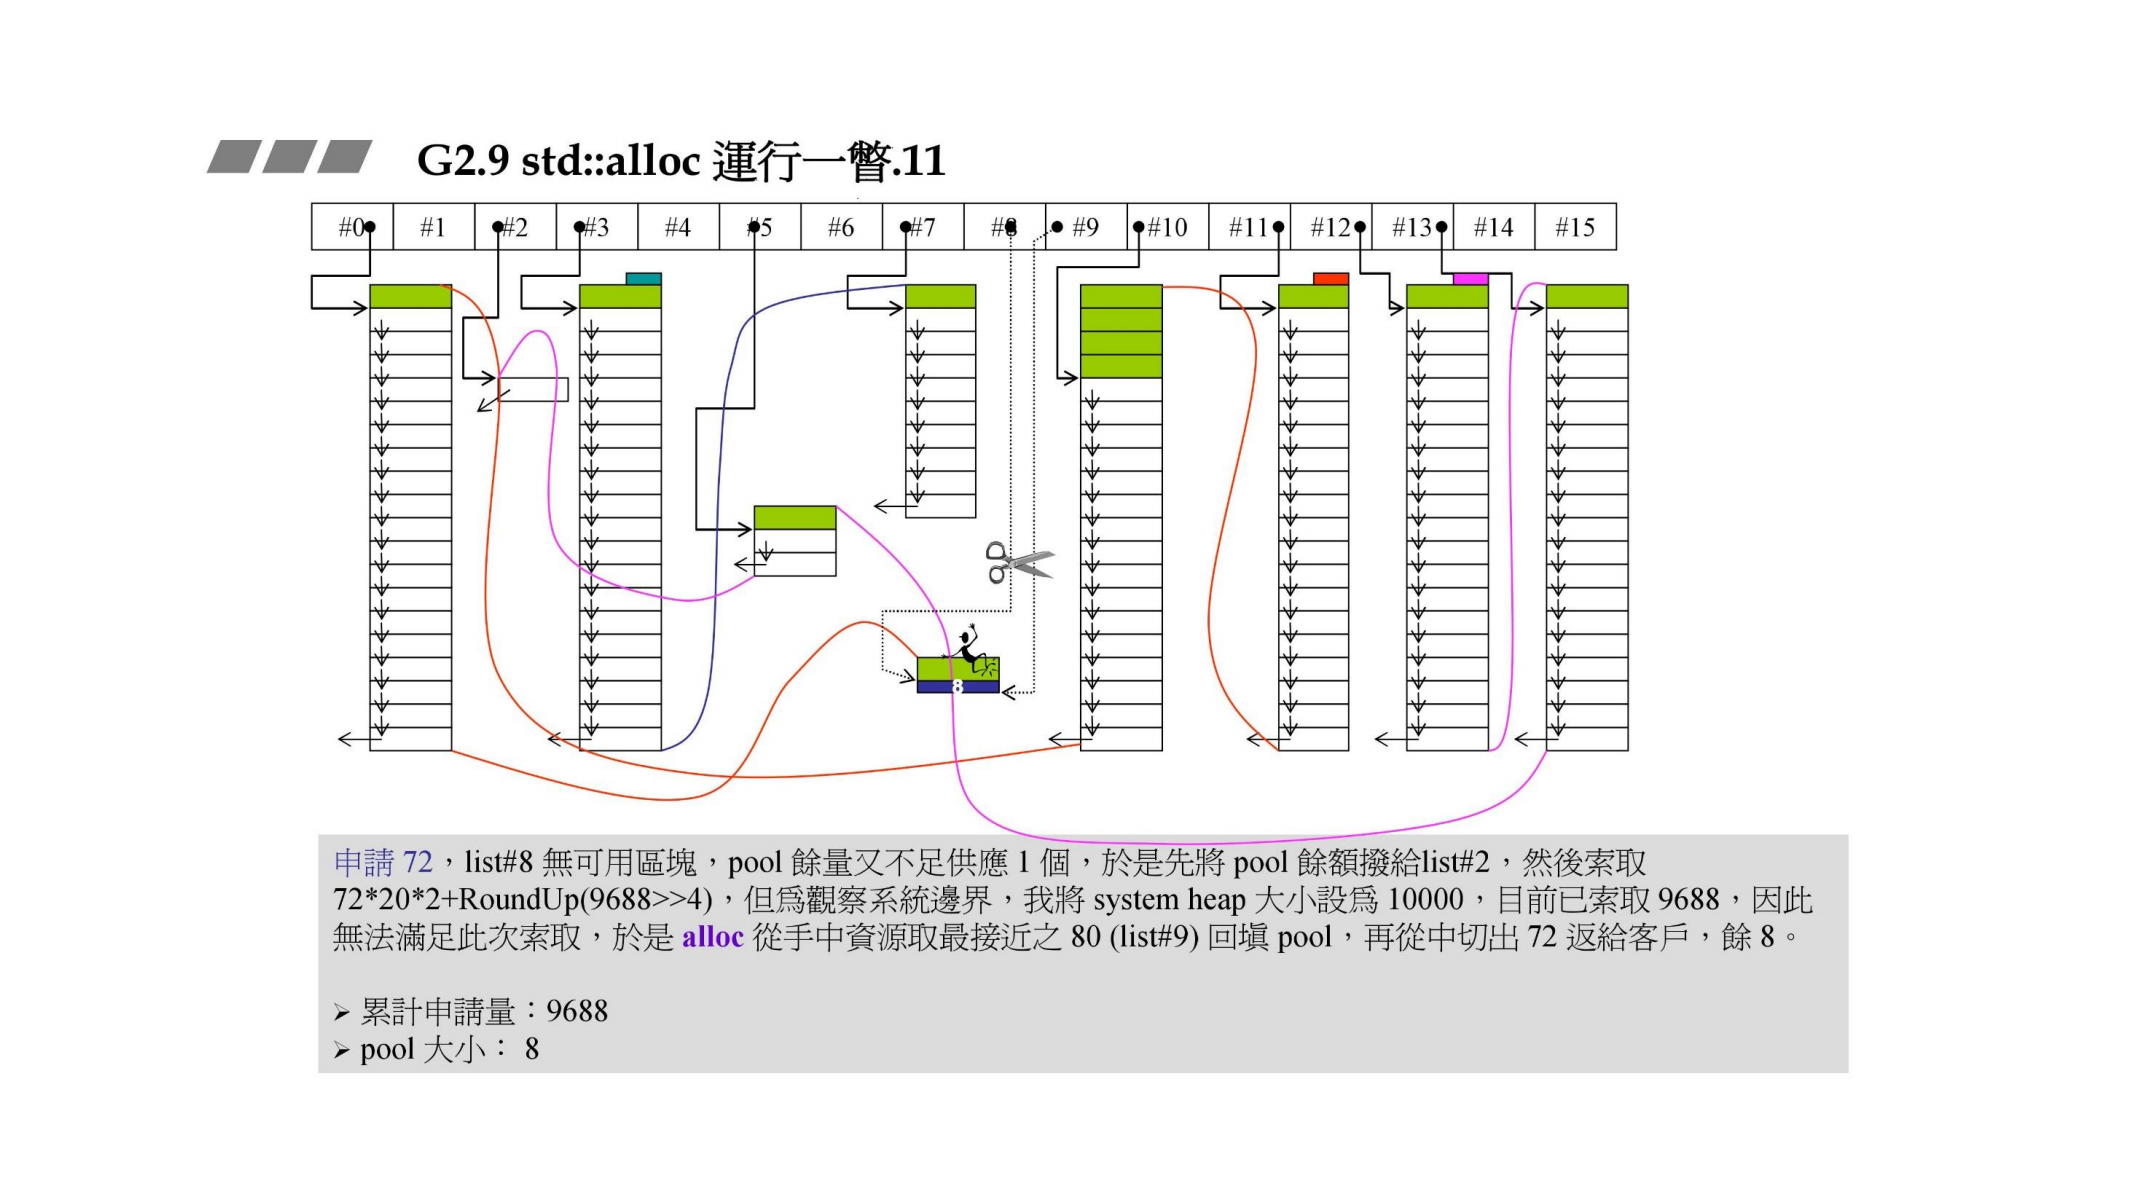 G2.9 std::alloc 運行一瞥.11
#0 #1 #2 #3 #4 #5 #6 #7 #8 #9 #10 #11 #12 #13 #14 #15
8
申請 72，list#8 無可用區塊，pool 餘量又不足供應 1 個，於是先將 pool 餘額撥給list#2，然後索取
72*20*2+RoundUp(9688>>4)，但為觀察系統邊界，我將 system heap 大小設為 10000，目前已索取 9688，因此
無法滿足此次索取，於是 alloc 從手中資源取最接近之 80 (list#9) 回填 pool，再從中切出 72 返給客戶，餘 8。
➢ 累計申請量：9688
➢ pool 大小： 8